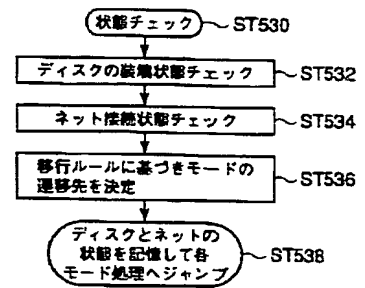 状態チェック
ST530
ディスクの装填状態チェック
ST532
ネット接続状態チェック
ST534
移行ルールに基づきモードの
遷移先を決定
ST536
ディスクとネットの
状態を記憶して各
モード処理へジャンプ
ST538